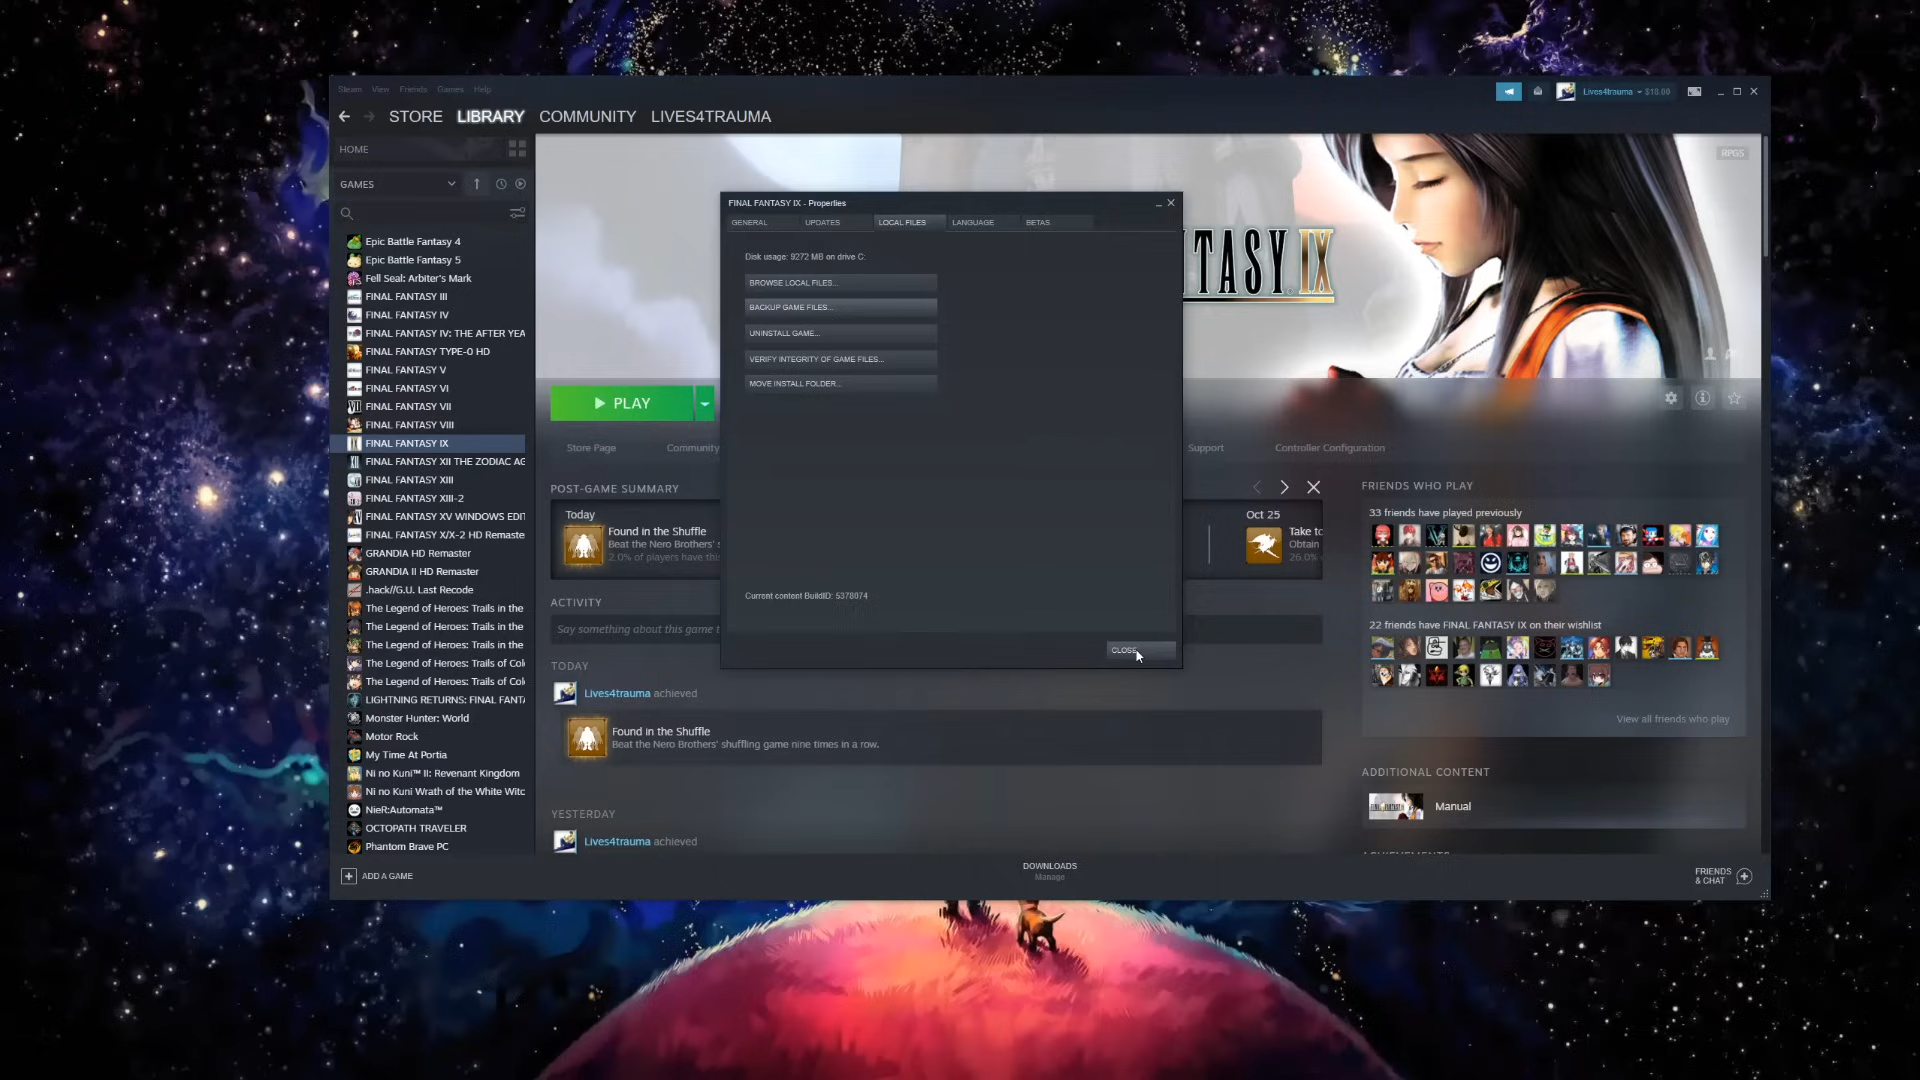 Steam View Friends Games Help
Lives4trauma $18.00
STORE LIBRARY COMMUNITY LIVES4TRAUMA
HOME
GAMES
Epic Battle Fantasy 4
Epic Battle Fantasy 5
Fell Seal: Arbiter's Mark
FINAL FANTASY III
FINAL FANTASY IV
FINAL FANTASY IV: THE AFTER YEA
FINAL FANTASY TYPE-0 HD
FINAL FANTASY V
FINAL FANTASY VI
FINAL FANTASY VII
FINAL FANTASY VIII
FINAL FANTASY IX
FINAL FANTASY XII THE ZODIAC AG
FINAL FANTASY XIII
FINAL FANTASY XIII-2
FINAL FANTASY XV WINDOWS EDIT
FINAL FANTASY X/X-2 HD Remaste
GRANDIA HD Remaster
GRANDIA II HD Remaster
.hack//G.U. Last Recode
The Legend of Heroes: Trails in the
The Legend of Heroes: Trails in the
The Legend of Heroes: Trails in the
The Legend of Heroes: Trails of Col
The Legend of Heroes: Trails of Col
LIGHTNING RETURNS: FINAL FANTA
Monster Hunter: World
Motor Rock
My Time At Portia
Ni no Kuni™ II: Revenant Kingdom
Ni no Kuni Wrath of the White Witc
NieR:Automata™
OCTOPATH TRAVELER
Phantom Brave PC
ADD A GAME
RPGS
NTASY IX
PLAY
Store Page
Community
Support
Controller Configuration
FINAL FANTASY IX - Properties
GENERAL UPDATES LOCAL FILES LANGUAGE BETAS
Disk usage: 9272 MB on drive C:
BROWSE LOCAL FILES...
BACKUP GAME FILES...
UNINSTALL GAME...
VERIFY INTEGRITY OF GAME FILES...
MOVE INSTALL FOLDER...
Current content BuildID: 5378074
CLOSE
POST-GAME SUMMARY
Today
Found in the Shuffle
Beat the Nero Brothers' s
2.0% of players have this
Oct 25
Take to
Obtain
26.0%
ACTIVITY
Say something about this game t
TODAY
Lives4trauma achieved
Found in the Shuffle
Beat the Nero Brothers' shuffling game nine times in a row.
YESTERDAY
Lives4trauma achieved
FRIENDS WHO PLAY
33 friends have played previously
22 friends have FINAL FANTASY IX on their wishlist
View all friends who play
ADDITIONAL CONTENT
Manual
ACHIEVEMENTS
DOWNLOADS
Manage
FRIENDS
& CHAT